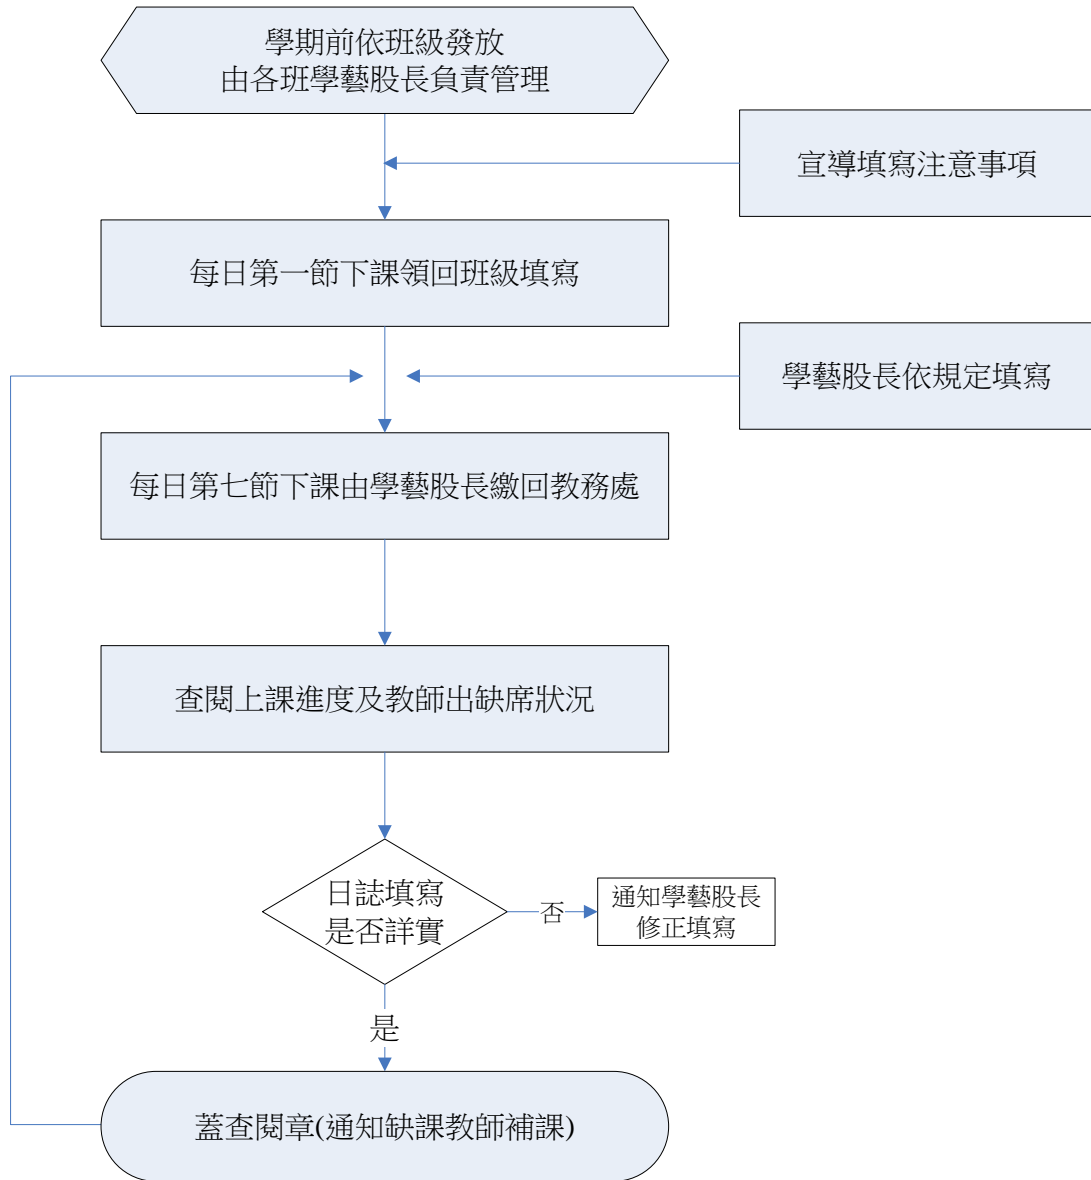 學期前依班級發放
由各班學藝股長負責管理
宣導填寫注意事項
每日第一節下課領回班級填寫
學藝股長依規定填寫
每日第七節下課由學藝股長繳回教務處
查閱上課進度及教師出缺席狀況
日誌填寫
是否詳實
否
通知學藝股長
修正填寫
是
蓋查閱章(通知缺課教師補課)